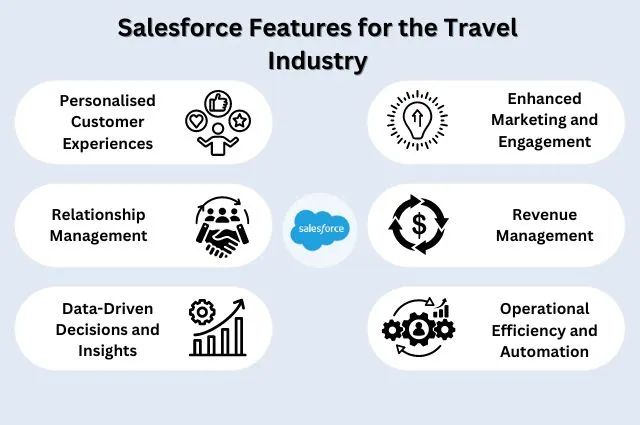 Salesforce Features for the Travel
Industry
Personalised
Customer
Experiences
Enhanced
Marketing and
Engagement
Relationship
Management
salesforce
$
Revenue
Management
Data-Driven
Decisions and
Insights
Operational
Efficiency and
Automation